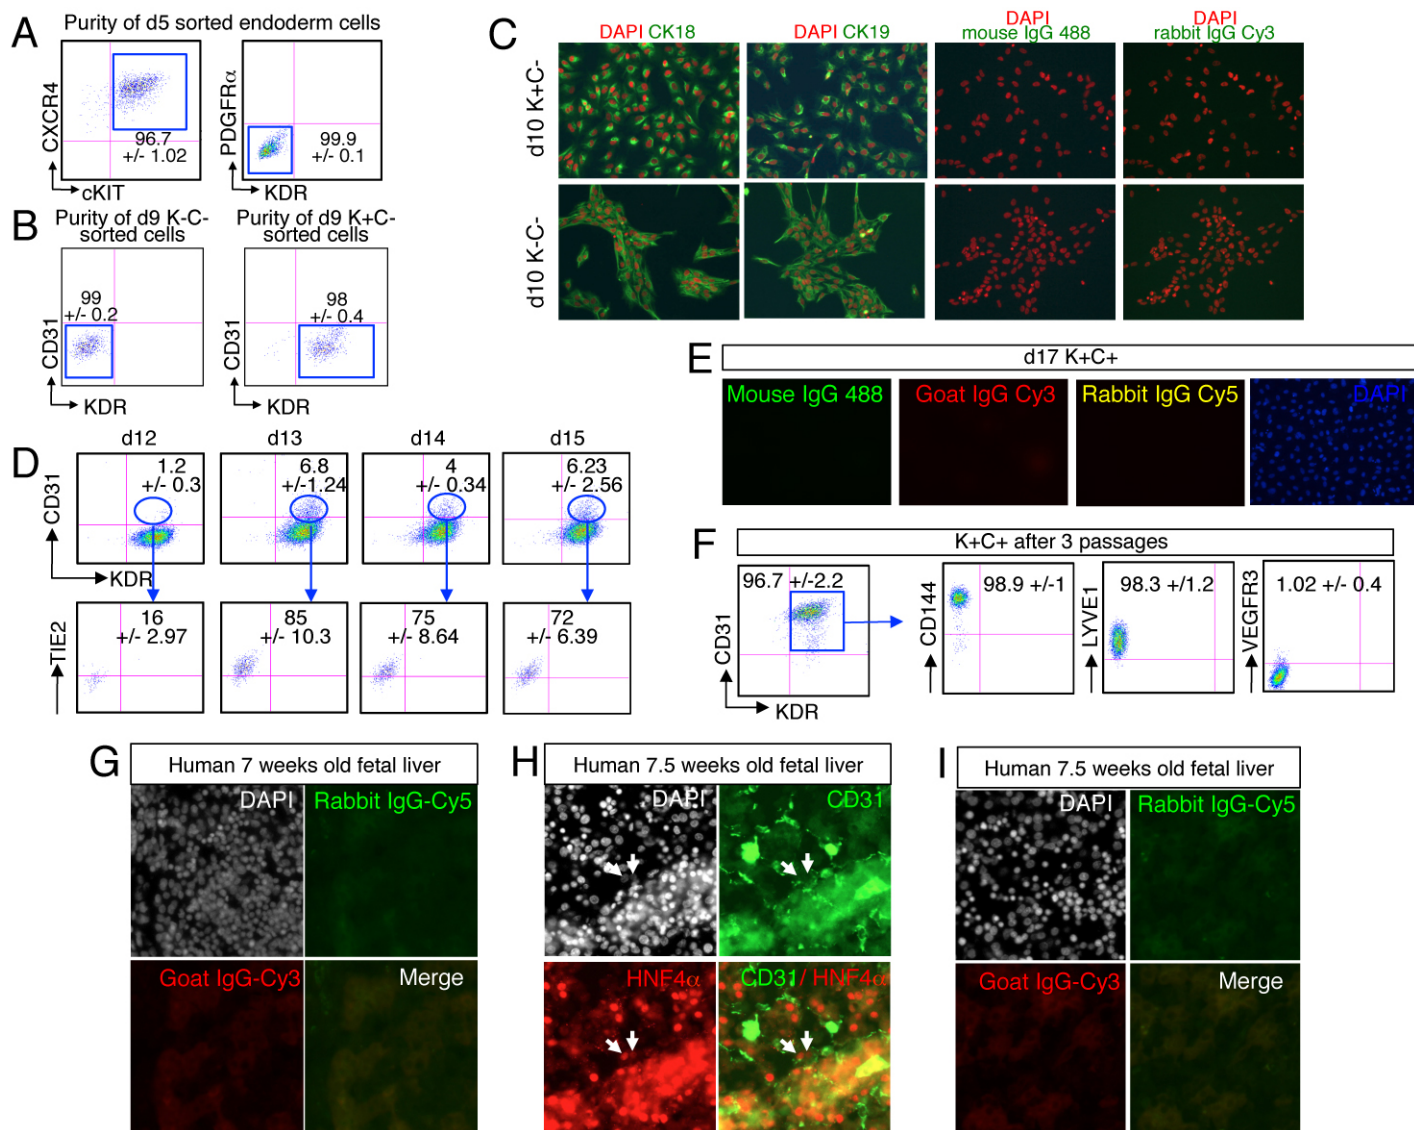 A
Purity of d5 sorted endoderm cells
CXCR4
96.7
+/- 1.02
cKIT
PDGFRα
99.9
+/- 0.1
KDR
B
Purity of d9 K-C-
sorted cells
99
+/- 0.2
CD31
KDR
Purity of d9 K+C-
sorted cells
98
+/- 0.4
CD31
KDR
C
DAPI CK18
DAPI CK19
DAPI
mouse IgG 488
DAPI
rabbit IgG Cy3
d10 K+C-
d10 K-C-
D
d12
d13
d14
d15
1.2
+/- 0.3
6.8
+/-1.24
4
+/- 0.34
6.23
+/- 2.56
CD31
KDR
16
+/- 2.97
85
+/- 10.3
75
+/- 8.64
72
+/- 6.39
TIE2
E
d17 K+C+
Mouse IgG 488
Goat IgG Cy3
Rabbit IgG Cy5
DAPI
F
K+C+ after 3 passages
96.7 +/-2.2
CD31
KDR
98.9 +/-1
CD144
98.3 +/1.2
LYVE1
1.02 +/- 0.4
VEGFR3
G
Human 7 weeks old fetal liver
DAPI
Rabbit IgG-Cy5
Goat IgG-Cy3
Merge
H
Human 7.5 weeks old fetal liver
DAPI
CD31
HNF4α
CD31/ HNF4α
I
Human 7.5 weeks old fetal liver
DAPI
Rabbit IgG-Cy5
Goat IgG-Cy3
Merge